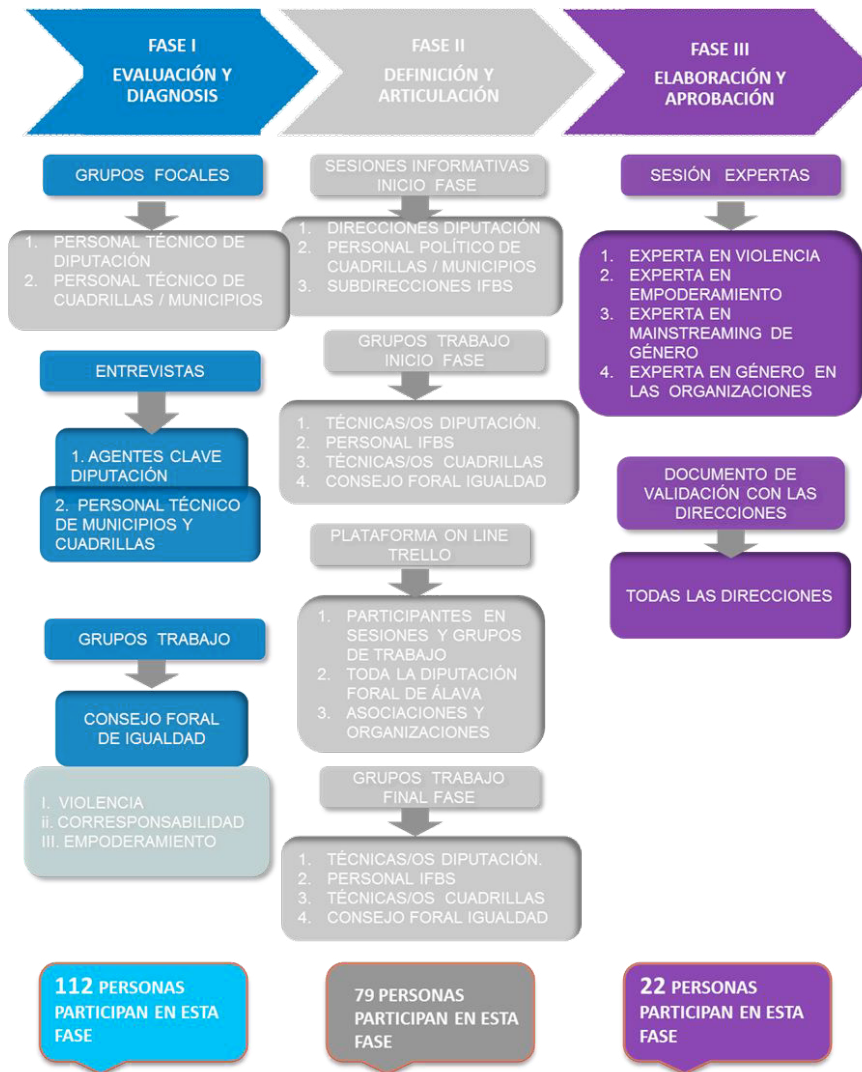 FASE I
EVALUACIÓN Y
DIAGNOSIS
GRUPOS FOCALES
1. PERSONAL TÉCNICO DE
DIPUTACIÓN
2. PERSONAL TÉCNICO DE
CUADRILLAS / MUNICIPIOS
ENTREVISTAS
1. AGENTES CLAVE
DIPUTACIÓN
2. PERSONAL TÉCNICO
DE MUNICIPIOS Y
CUADRILLAS
GRUPOS TRABAJO
CONSEJO FORAL
DE IGUALDAD
I. VIOLENCIA
ii. CORRESPONSABILIDAD
III. EMPODERAMIENTO
112 PERSONAS
PARTICIPAN EN ESTA
FASE
FASE II
DEFINICIÓN Y
ARTICULACIÓN
SESIONES INFORMATIVAS
INICIO FASE
1. DIRECCIONES DIPUTACIÓN
2. PERSONAL POLÍTICO DE
CUADRILLAS / MUNICIPIOS
3. SUBDIRECCIONES IFBS
GRUPOS TRABAJO
INICIO FASE
1. TÉCNICAS/OS DIPUTACIÓN.
2. PERSONAL IFBS
3. TÉCNICAS/OS CUADRILLAS
4. CONSEJO FORAL IGUALDAD
PLATAFORMA ON LINE
TRELLO
1. PARTICIPANTES EN
SESIONES Y GRUPOS
DE TRABAJO
2. TODA LA DIPUTACIÓN
FORAL DE ÁLAVA
3. ASOCIACIONES Y
ORGANIZACIONES
GRUPOS TRABAJO
FINAL FASE
1. TÉCNICAS/OS DIPUTACIÓN.
2. PERSONAL IFBS
3. TÉCNICAS/OS CUADRILLAS
4. CONSEJO FORAL IGUALDAD
79 PERSONAS
PARTICIPAN EN ESTA
FASE
FASE III
ELABORACIÓN Y
APROBACIÓN
SESIÓN EXPERTAS
1. EXPERTA EN VIOLENCIA
2. EXPERTA EN
EMPODERAMIENTO
3. EXPERTA EN
MAINSTREAMING DE
GÉNERO
4. EXPERTA EN GÉNERO EN
LAS ORGANIZACIONES
DOCUMENTO DE
VALIDACIÓN CON LAS
DIRECCIONES
TODAS LAS DIRECCIONES
22 PERSONAS
PARTICIPAN EN ESTA
FASE